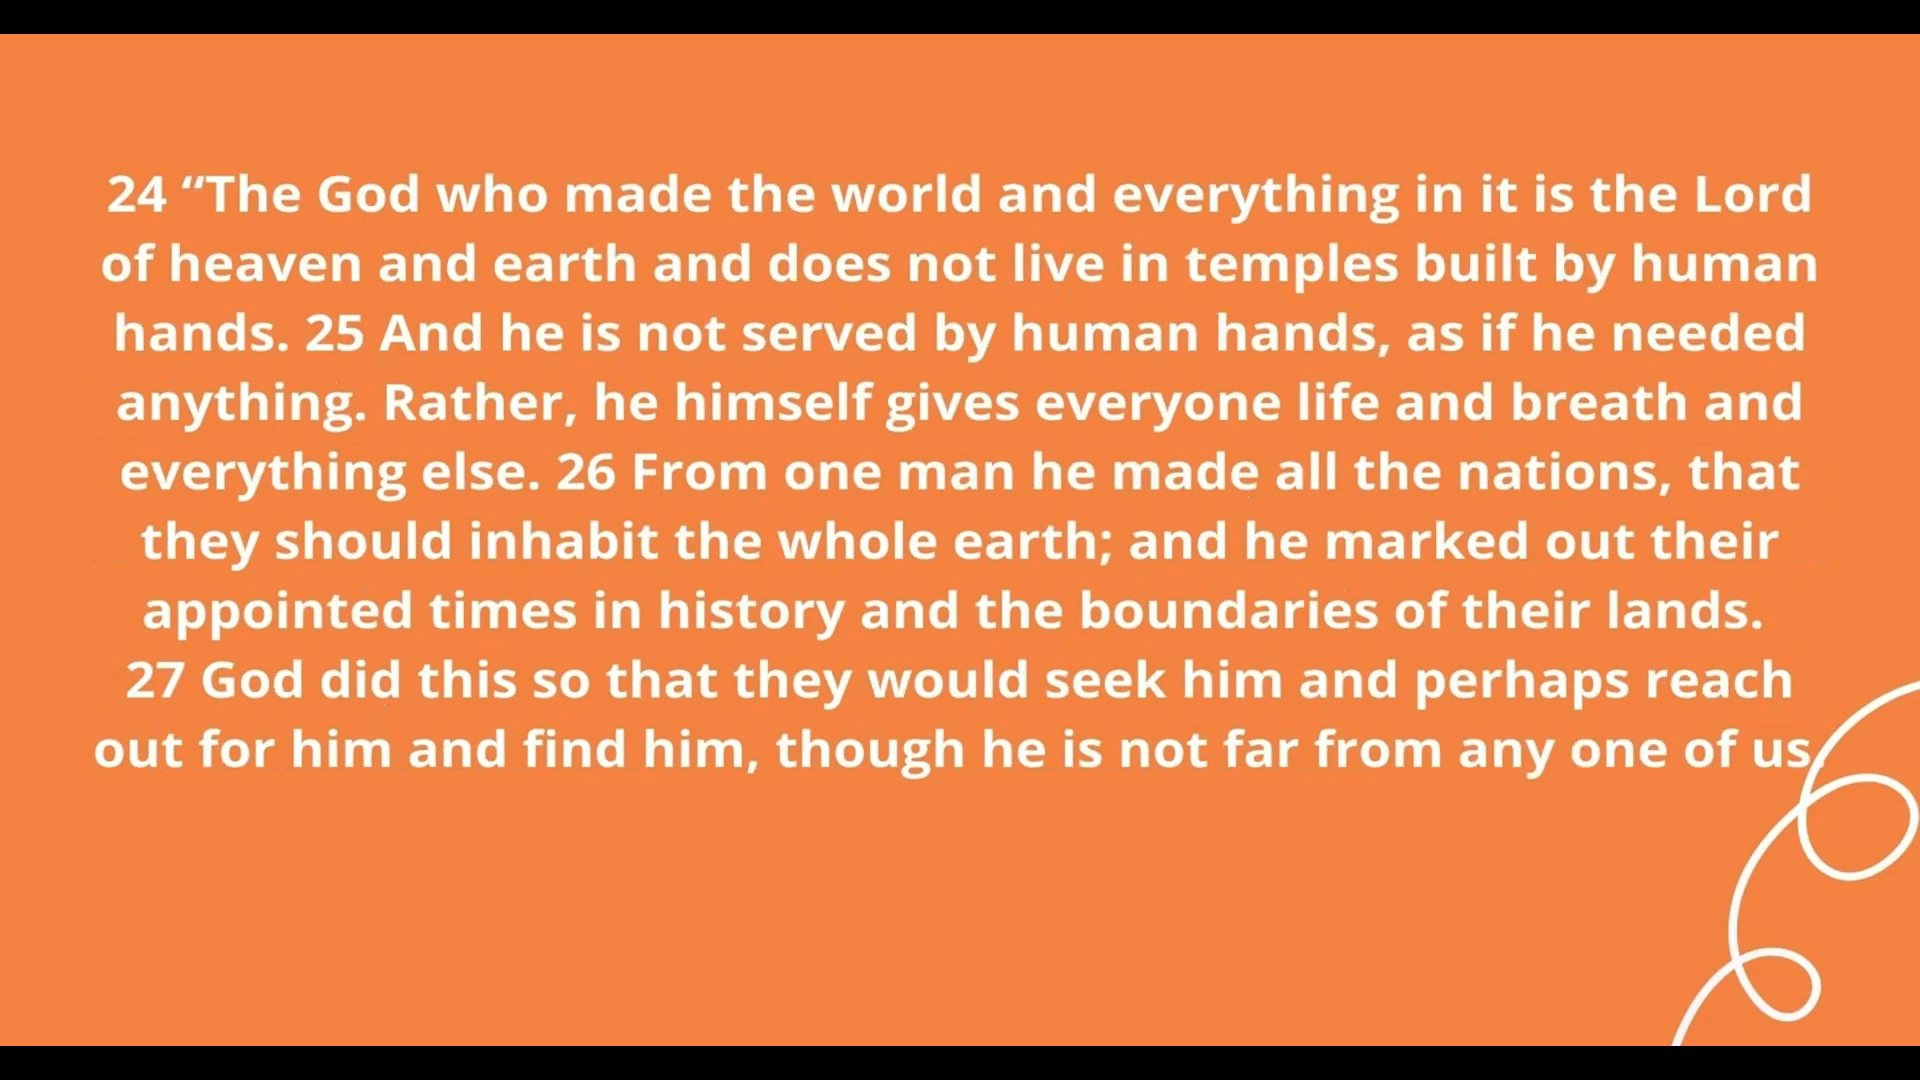 24 “The God who made the world and everything in it is the Lord
of heaven and earth and does not live in temples built by human
hands. 25 And he is not served by human hands, as if he needed
anything. Rather, he himself gives everyone life and breath and
everything else. 26 From one man he made all the nations, that
they should inhabit the whole earth; and he marked out their
appointed times in history and the boundaries of their lands.
27 God did this so that they would seek him and perhaps reach
out for him and find him, though he is not far from any one of us.